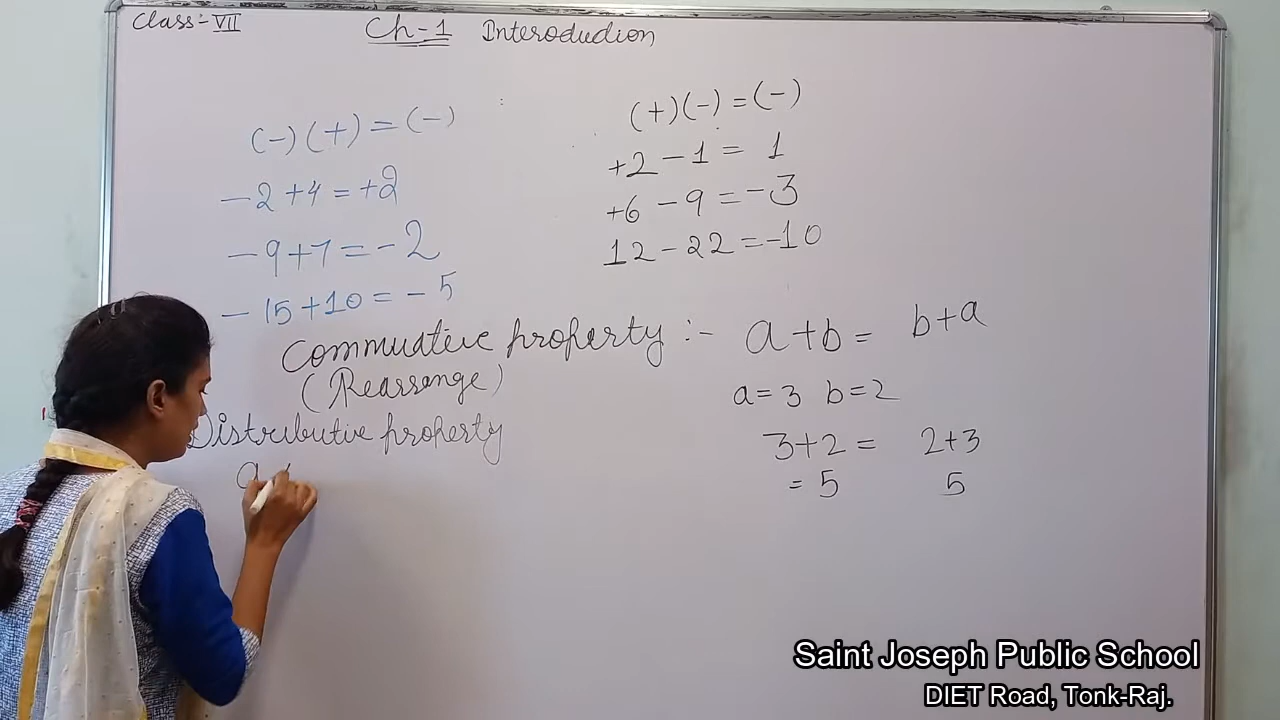 Class:- VII
Ch-1 Interodudion
(-) (+) = (-)
-2 +4 = +2
-9+7 = -2
-15+10 = -5
(+)(-) = (-)
+2 -1 = 1
+6 -9 = -3
12-22 = -10
Commuative property :- a+b = b+a
(Rearrange)
a=3 b=2
3+2 = 2+3
= 5 5
Distributive property
a
Saint Joseph Public School
DIET Road, Tonk-Raj.